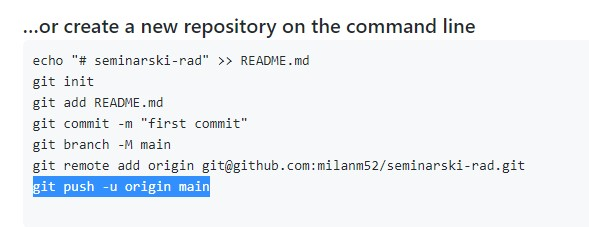 ...or create a new repository on the command line
echo "# seminarski-rad" >> README.md
git init
git add README.md
git commit -m "first commit"
git branch -M main
git remote add origin git@github.com:milanm52/seminarski-rad.git
git push -u origin main